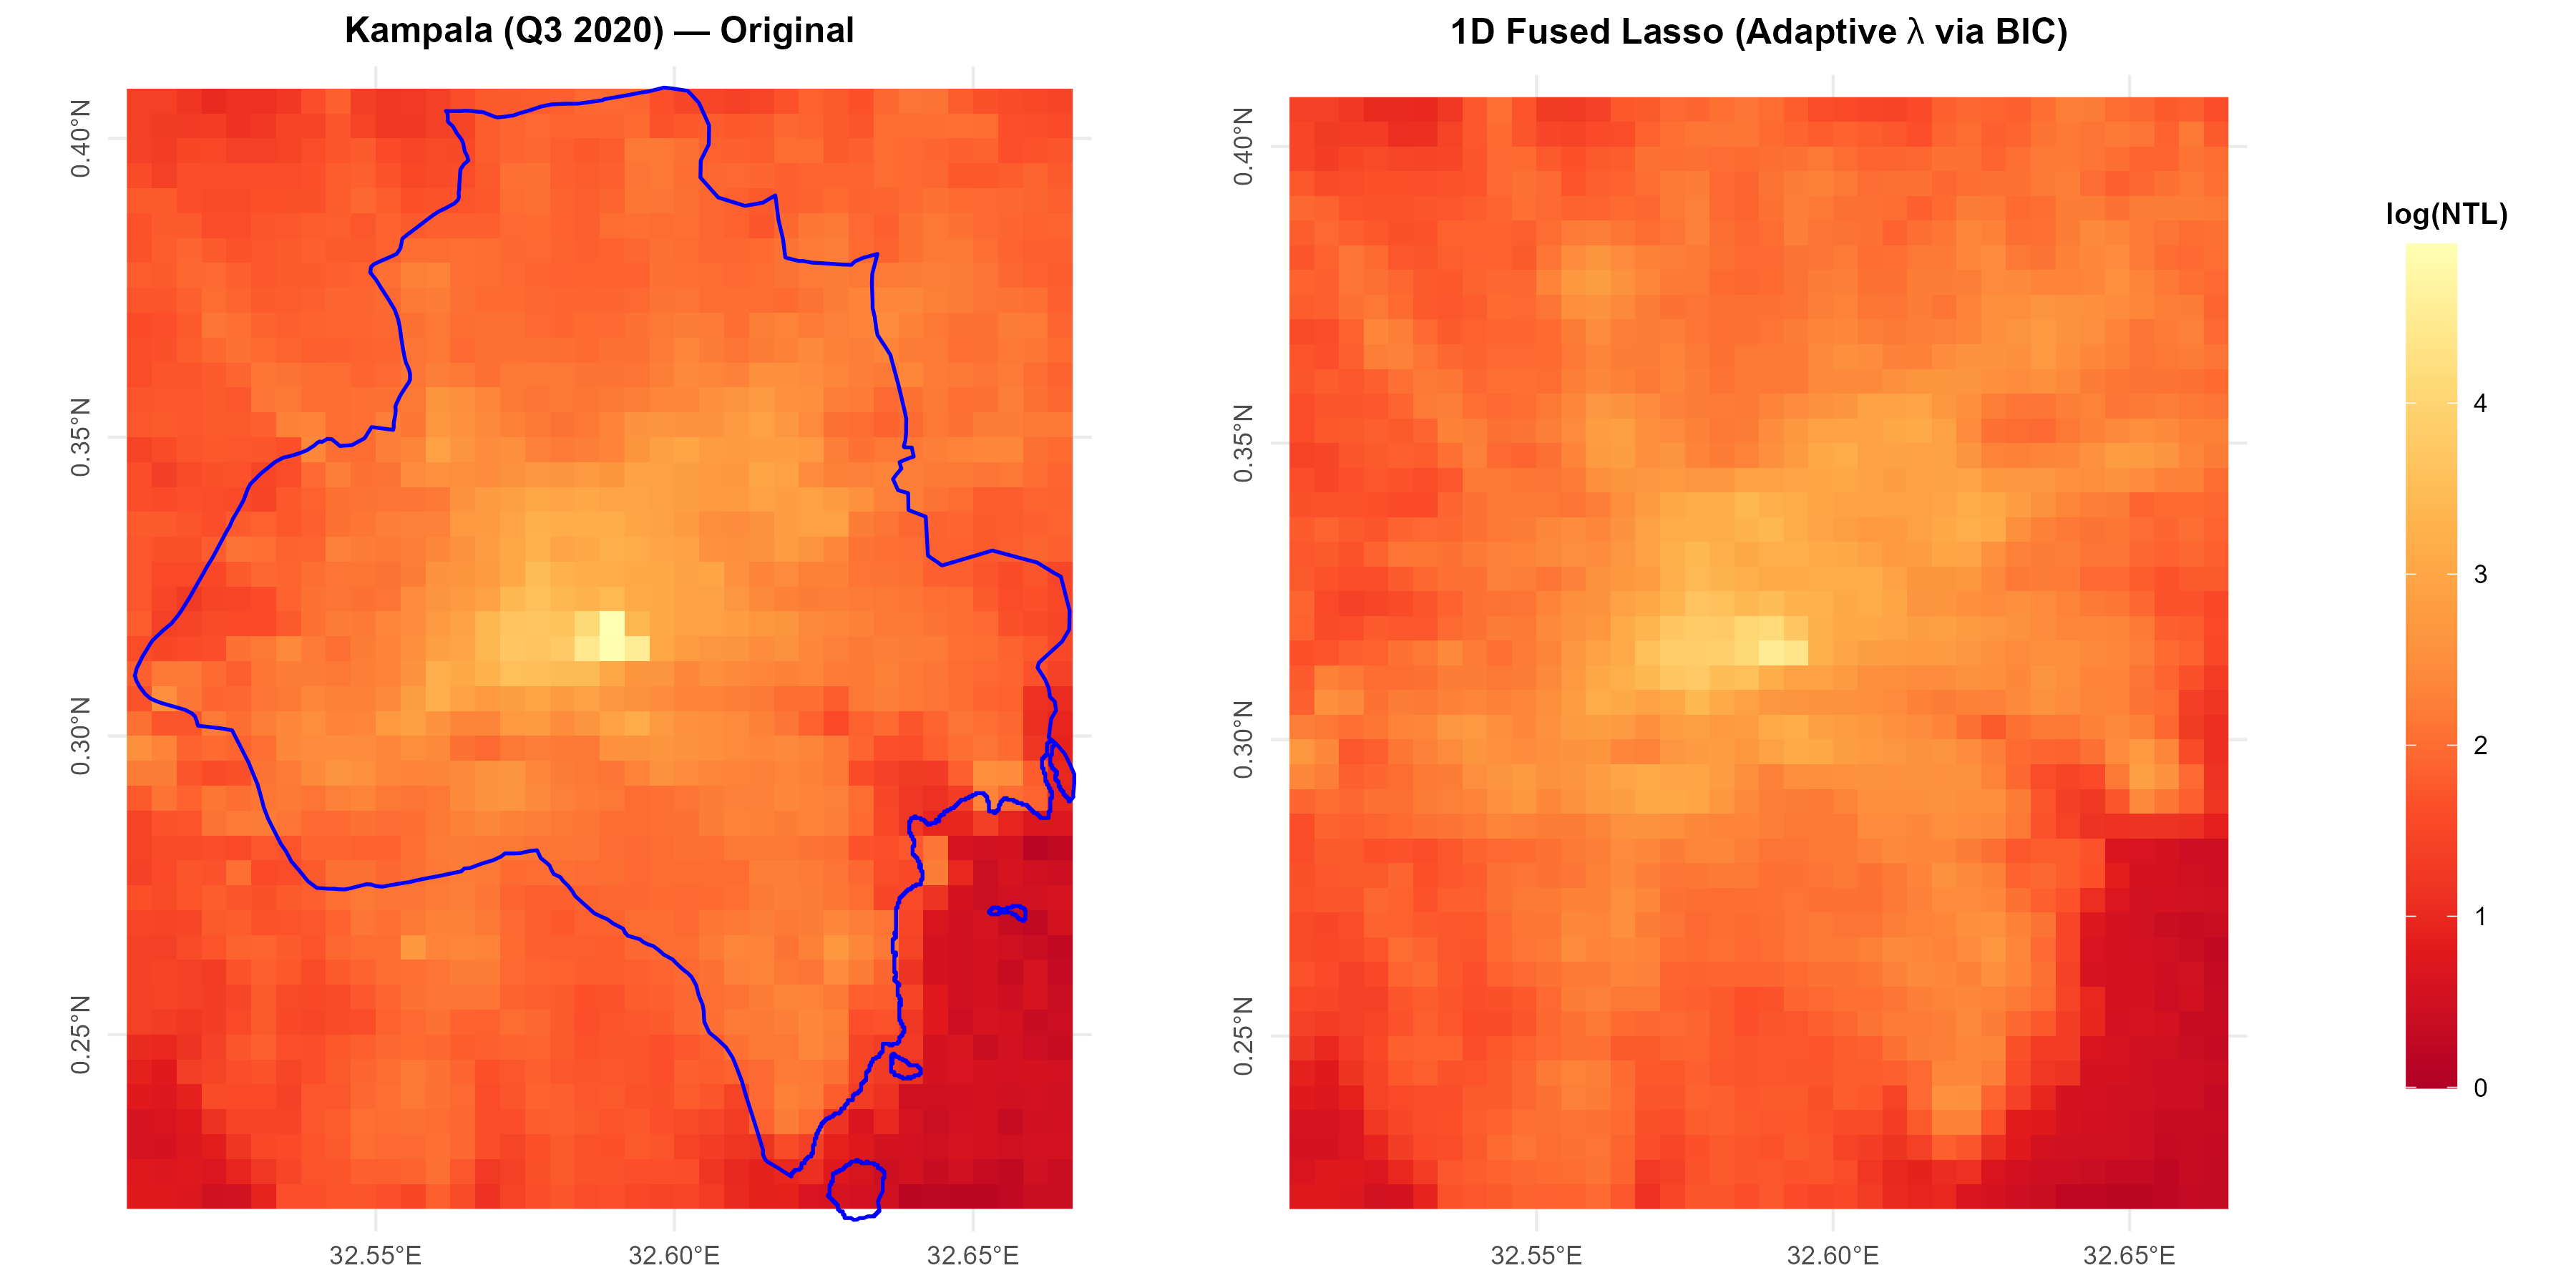 Kampala (Q3 2020) — Original
0.40°N
0.35°N
0.30°N
0.25°N
32.55°E
32.60°E
32.65°E
1D Fused Lasso (Adaptive λ via BIC)
0.40°N
0.35°N
0.30°N
0.25°N
32.55°E
32.60°E
32.65°E
log(NTL)
4
3
2
1
0